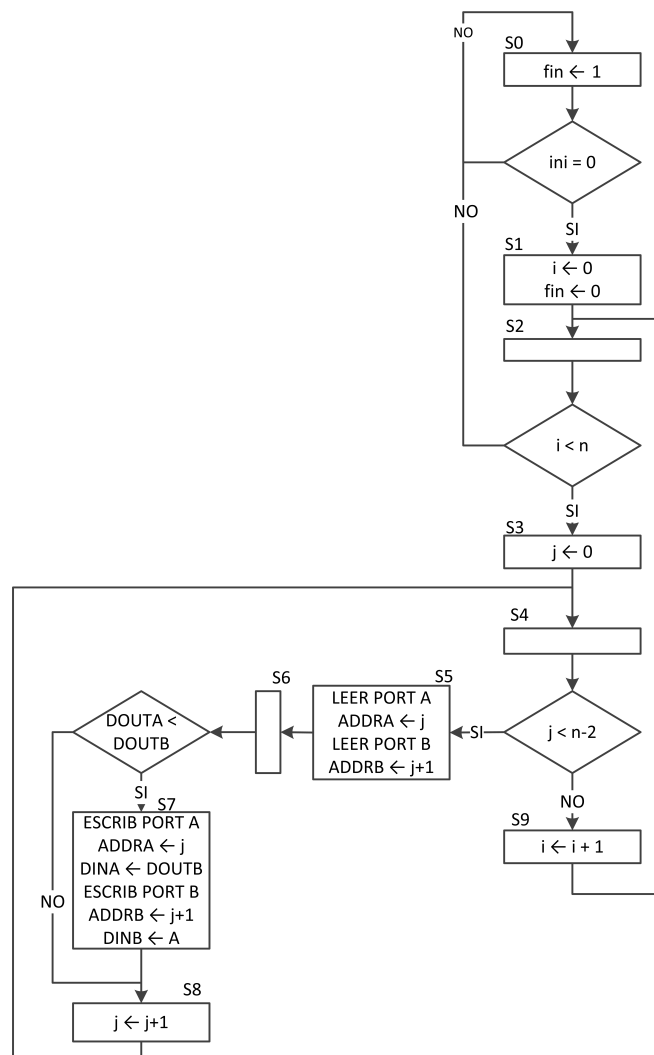 NO
S0
fin ← 1
ini = 0
NO
SI
S1
i ← 0
fin ← 0
S2
i < n
SI
S3
j ← 0
S4
j < n-2
SI
S5
LEER PORT A
ADDRA ← j
LEER PORT B
ADDRB ← j+1
S6
DOUTA <
DOUTB
SI
S7
ESCRIB PORT A
ADDRA ← j
DINA ← DOUTB
ESCRIB PORT B
ADDRB ← j+1
DINB ← A
NO
S8
j ← j+1
NO
S9
i ← i + 1